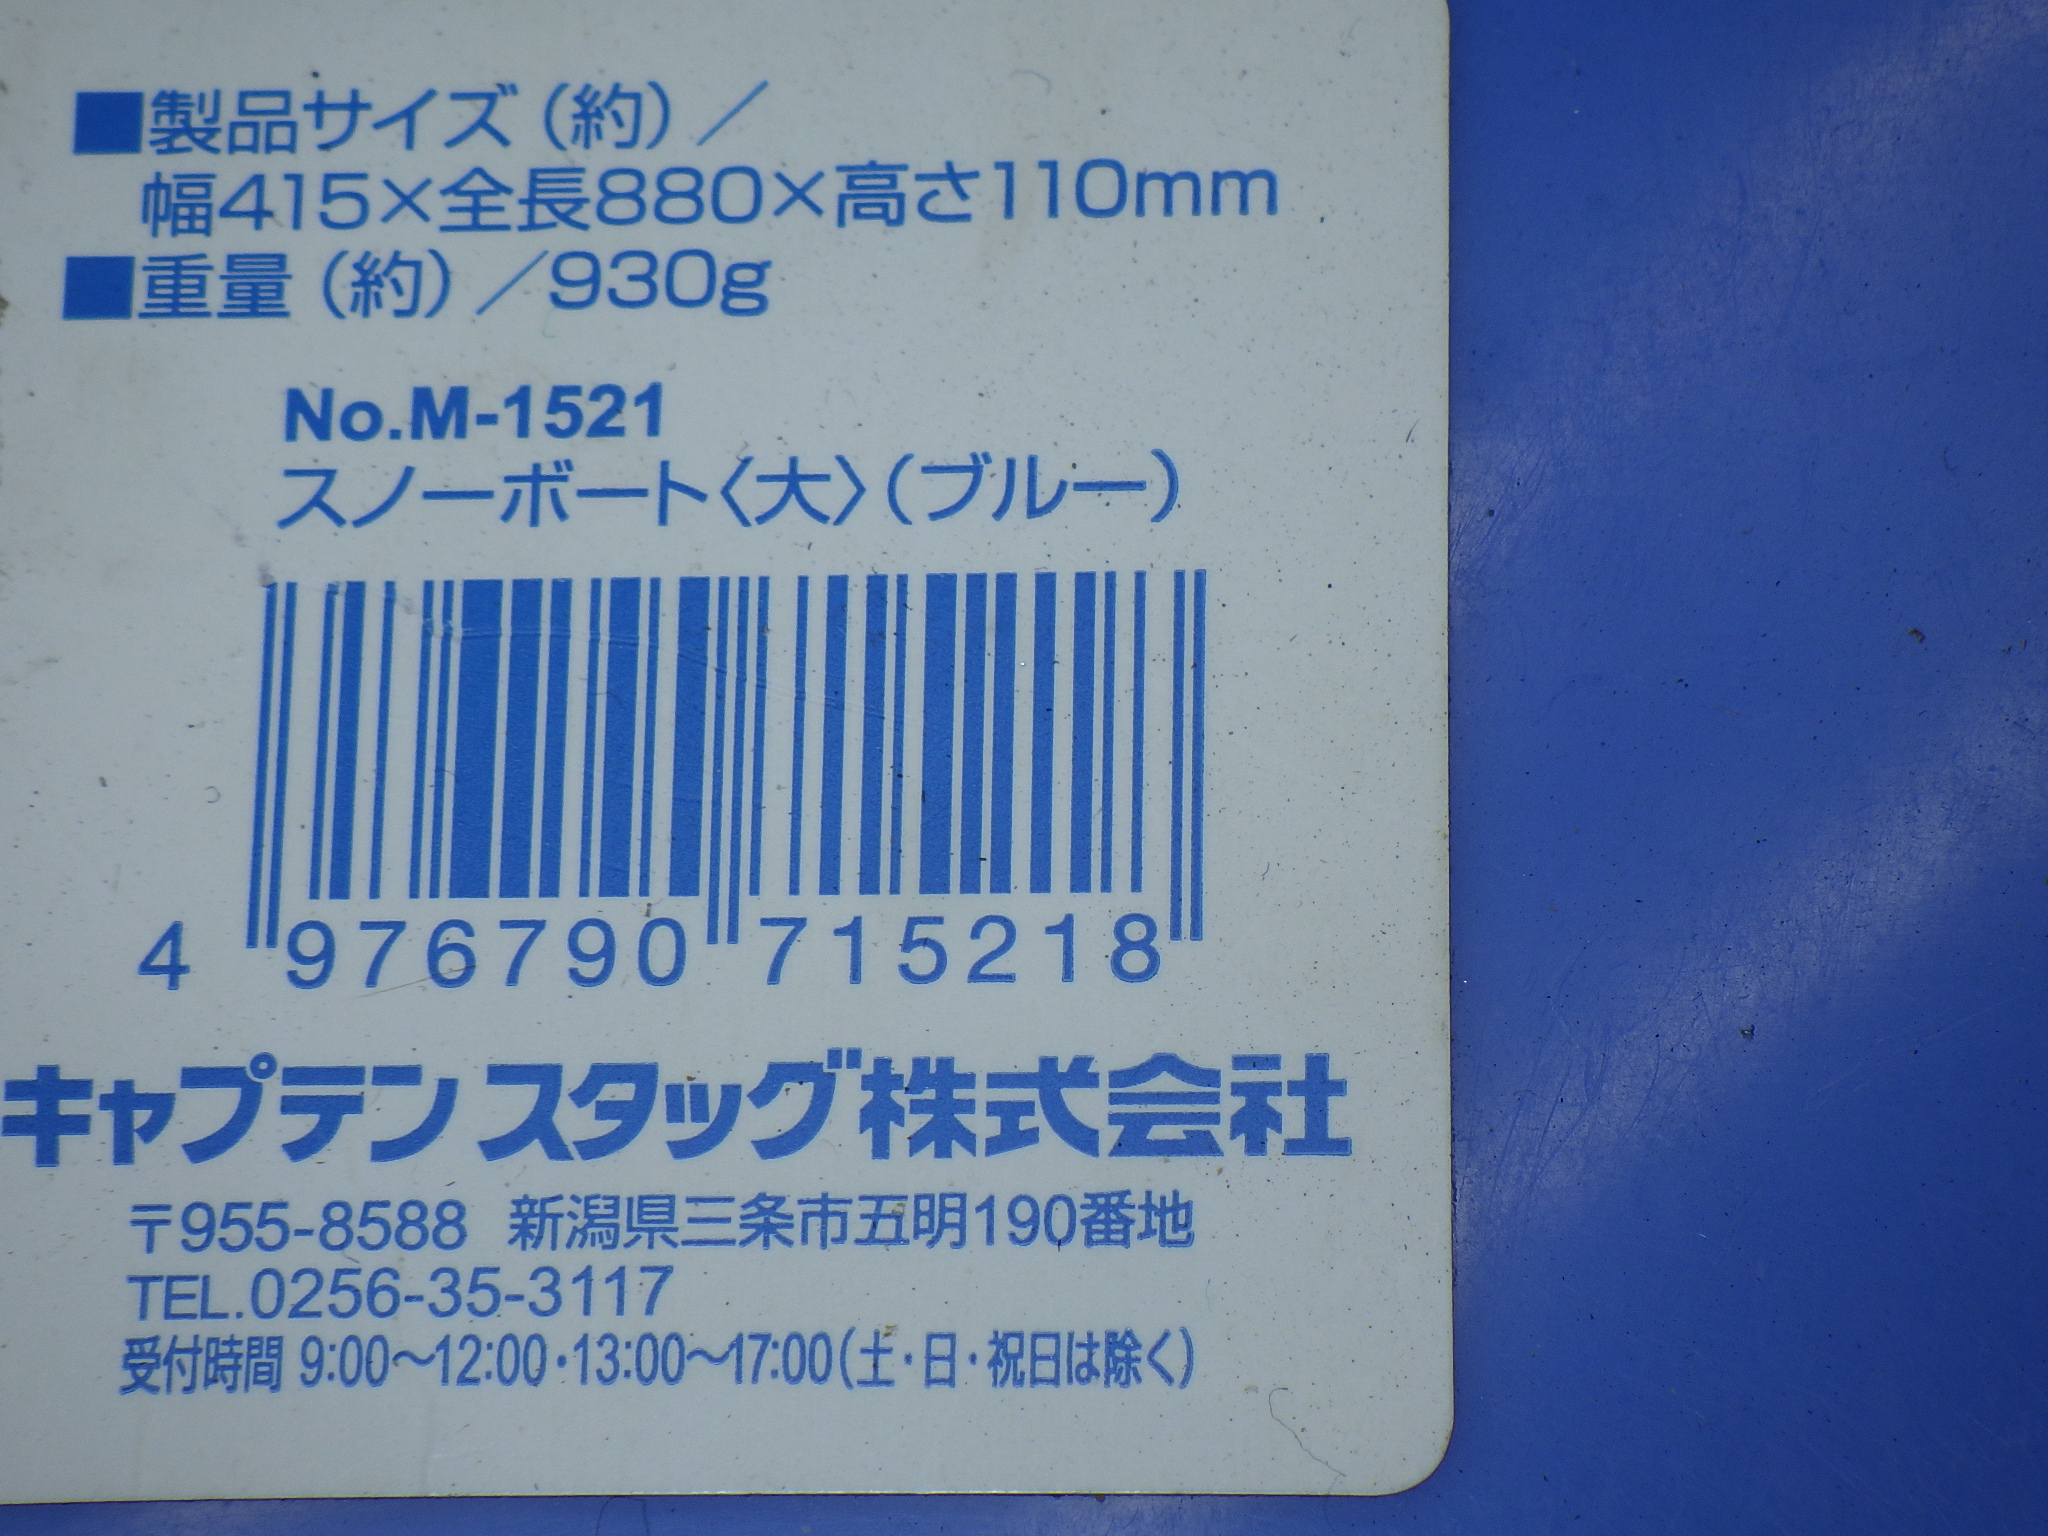 ■製品サイズ（約）／
幅415×全長880×高さ110mm
■重量（約）／930g
No.M-1521
スノーボート〈大〉（ブルー）
4 976790 715218
キャプテンスタッグ株式会社
〒955-8588 新潟県三条市五明190番地
TEL.0256-35-3117
受付時間 9:00～12:00・13:00～17:00（土・日・祝日は除く）